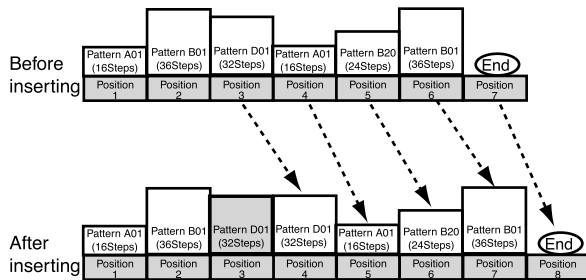 Before
inserting
Pattern A01
(16Steps)
Pattern B01
(36Steps)
Pattern D01
(32Steps)
Pattern A01
(16Steps)
Pattern B20
(24Steps)
Pattern B01
(36Steps)
End
Position
1
Position
2
Position
3
Position
4
Position
5
Position
6
Position
7
After
inserting
Pattern A01
(16Steps)
Pattern B01
(36Steps)
Pattern D01
(32Steps)
Pattern D01
(32Steps)
Pattern A01
(16Steps)
Pattern B20
(24Steps)
Pattern B01
(36Steps)
End
Position
1
Position
2
Position
3
Position
4
Position
5
Position
6
Position
7
Position
8